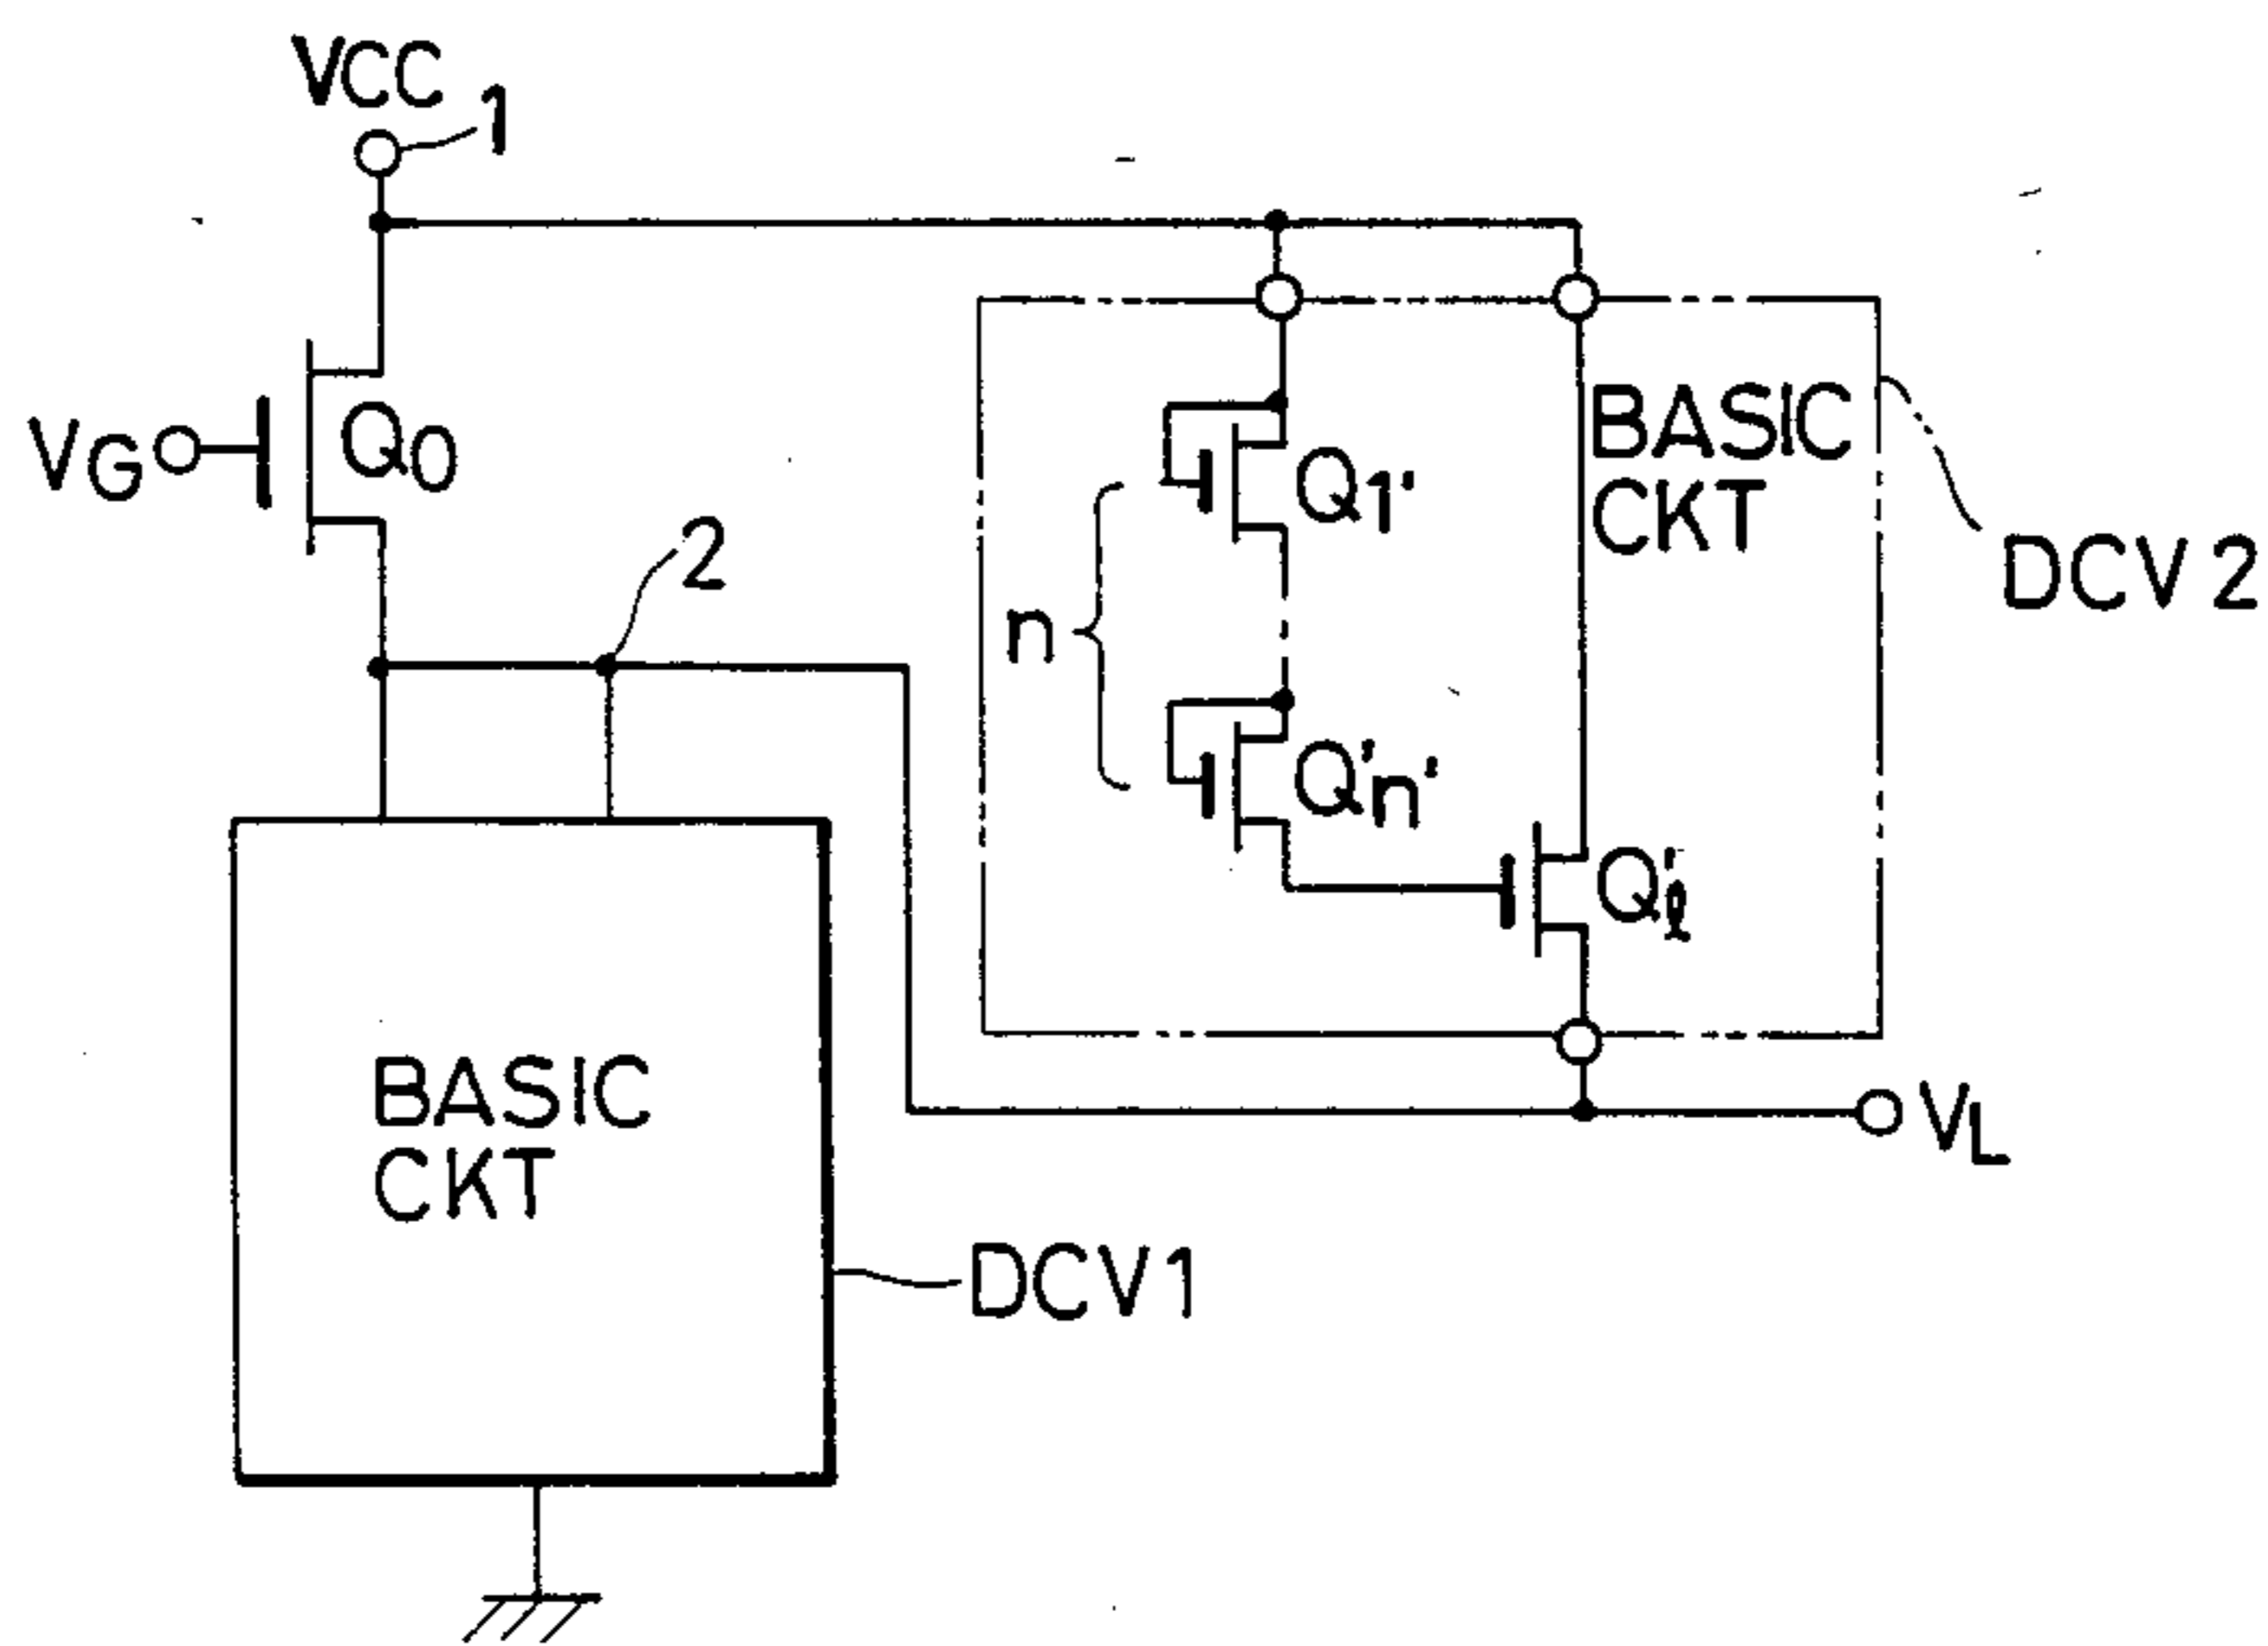 VCC
1
VG
Q0
2
n
Q1'
Q'n'
BASIC
CKT
DCV2
Q'l
BASIC
CKT
DCV1
VL